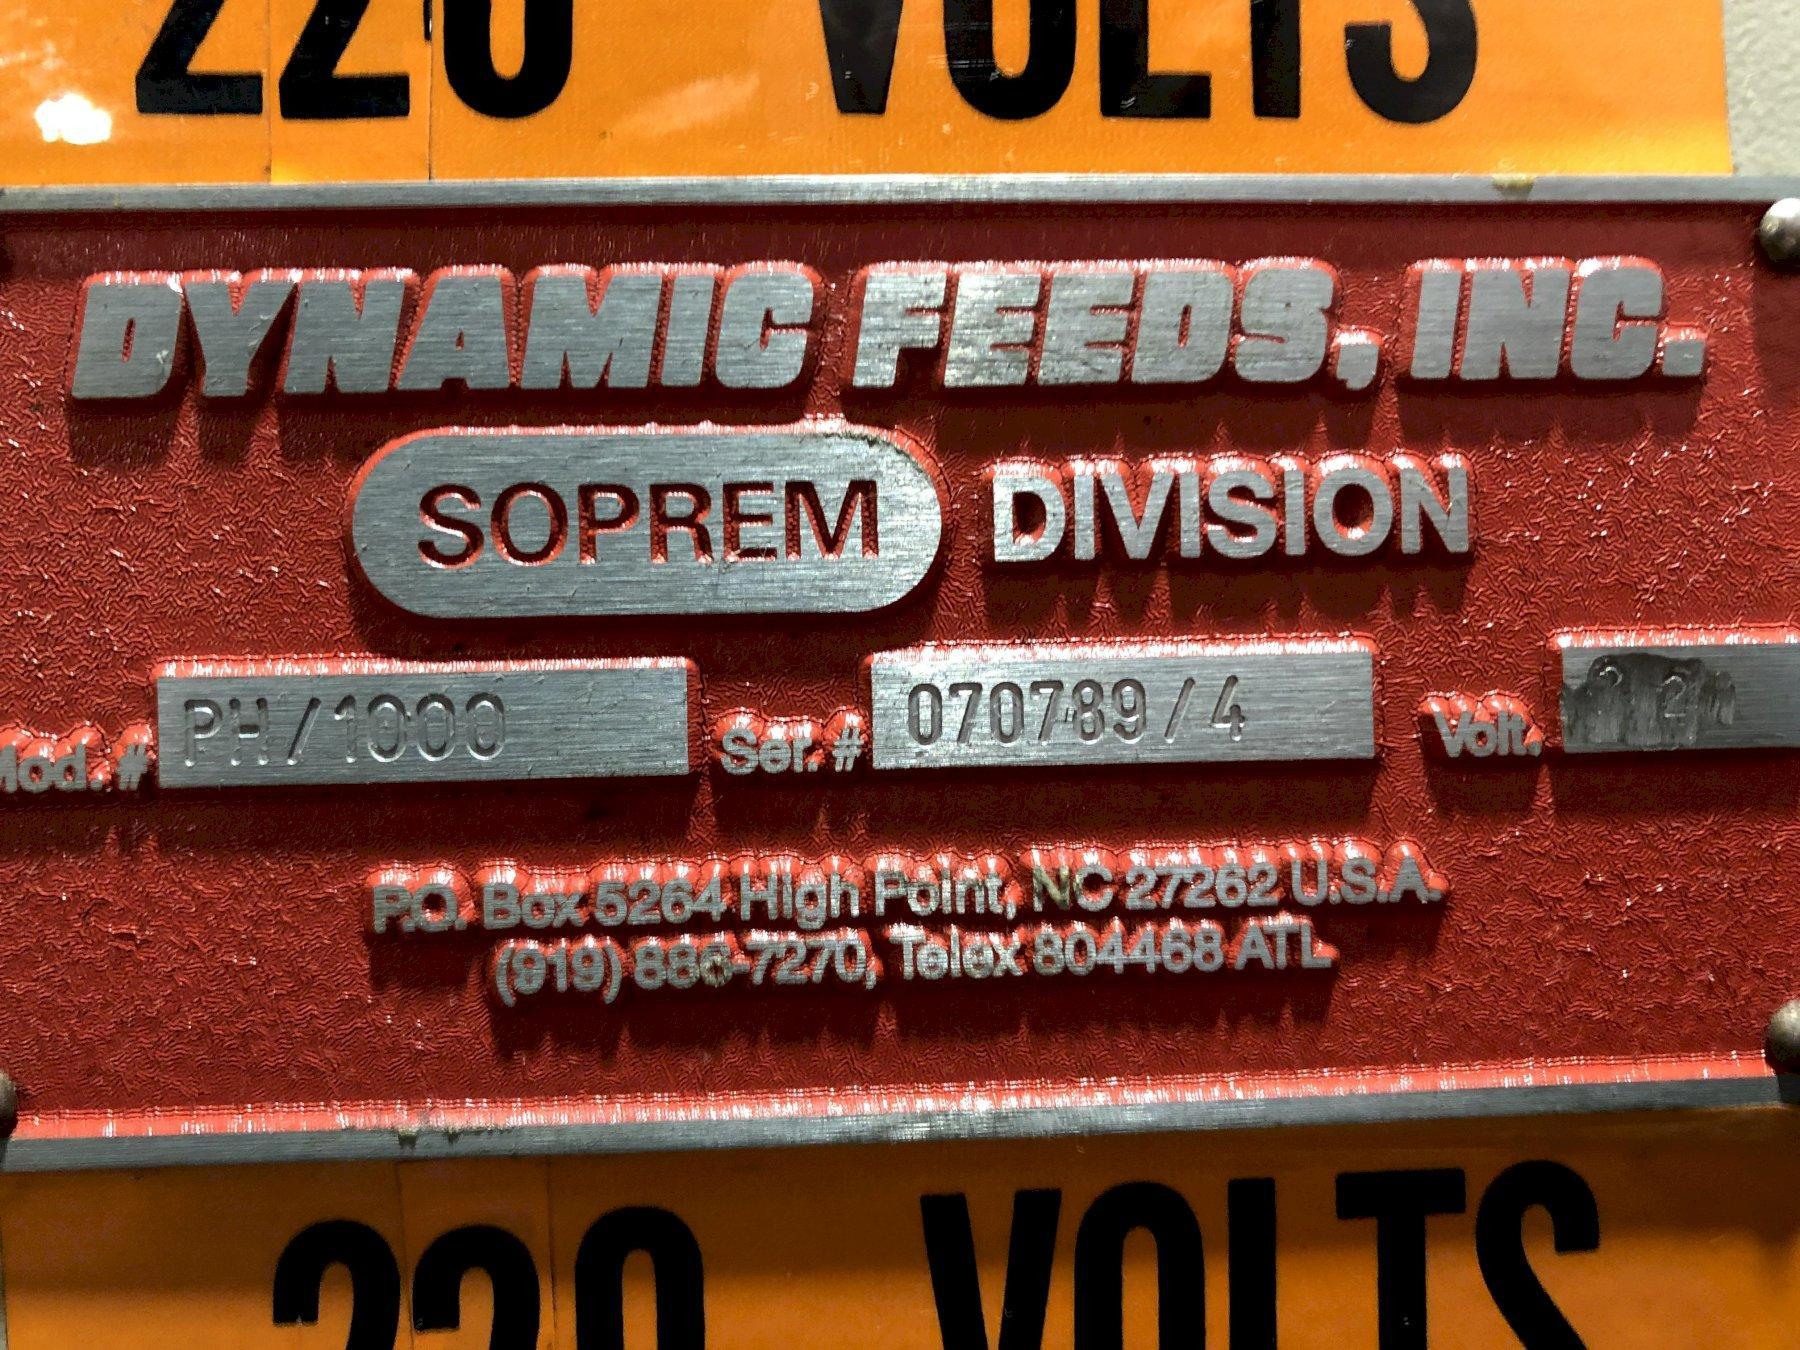 220 VOLTS
DYNAMIC FEEDS, INC.
SOPREM DIVISION
Mod. # PH/1000 Ser. # 070789/4 Volt.
P.O. Box 5264 High Point, NC 27262 U.S.A.
(919) 886-7270, Telex 804468 ATL
220 VOLTS